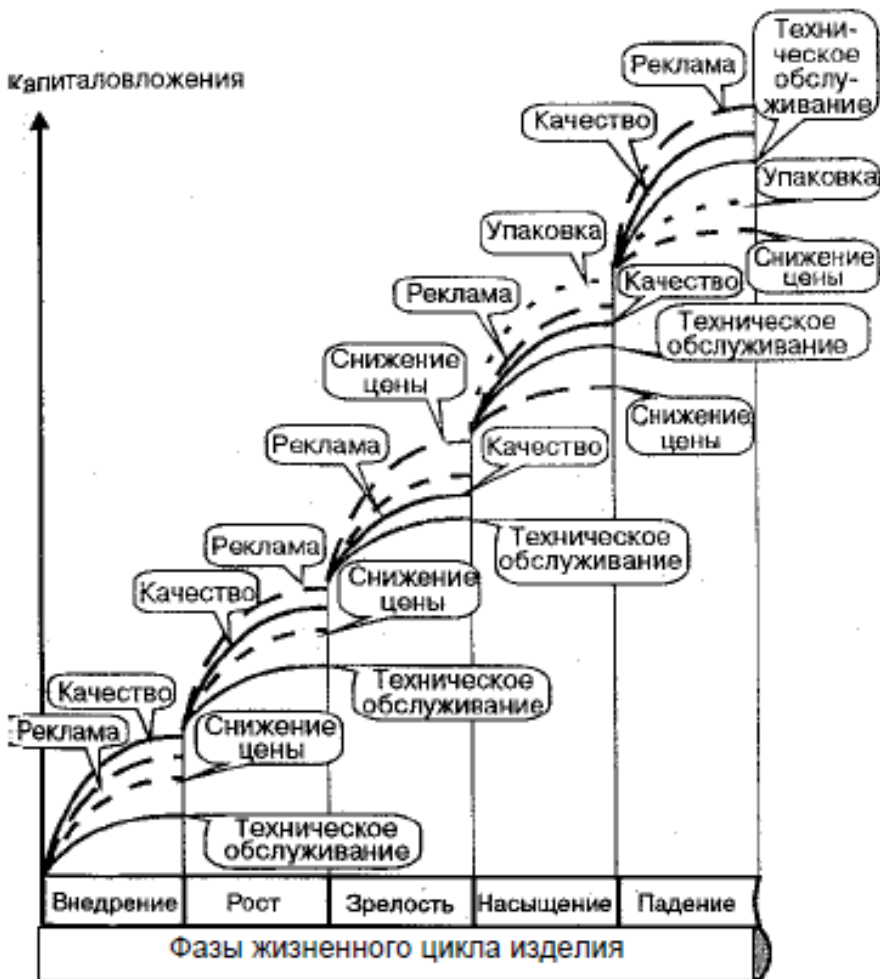 капиталовложения
Техни-
ческое
обслу-
живание
Реклама
Качество
Упаковка
Снижение
цены
Упаковка
Реклама
Качество
Техническое
обслуживание
Снижение
цены
Снижение
цены
Реклама
Качество
Техническое
обслуживание
Реклама
Качество
Снижение
цены
Техническое
обслуживание
Качество
Реклама
Снижение
цены
Техническое
обслуживание
Внедрение
Рост
Зрелость
Насыщение
Падение
Фазы жизненного цикла изделия